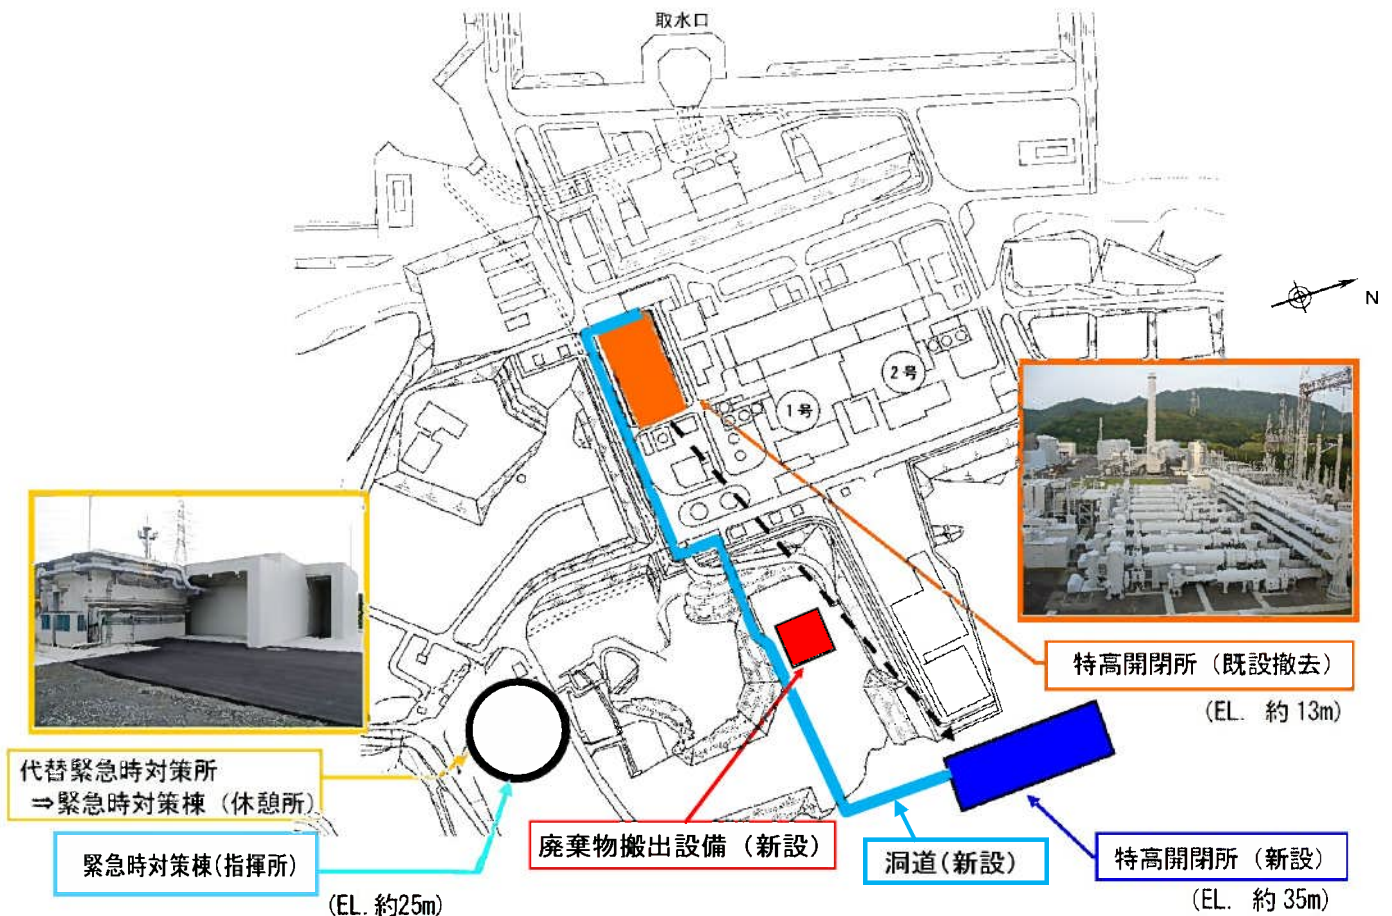 取水口
N
2号
1号
特高開閉所（既設撤去）
(EL. 約13m)
代替緊急時対策所
⇒緊急時対策棟（休憩所）
緊急時対策棟(指揮所)
(EL. 約25m)
廃棄物搬出設備（新設）
洞道(新設)
特高開閉所（新設）
(EL. 約35m)